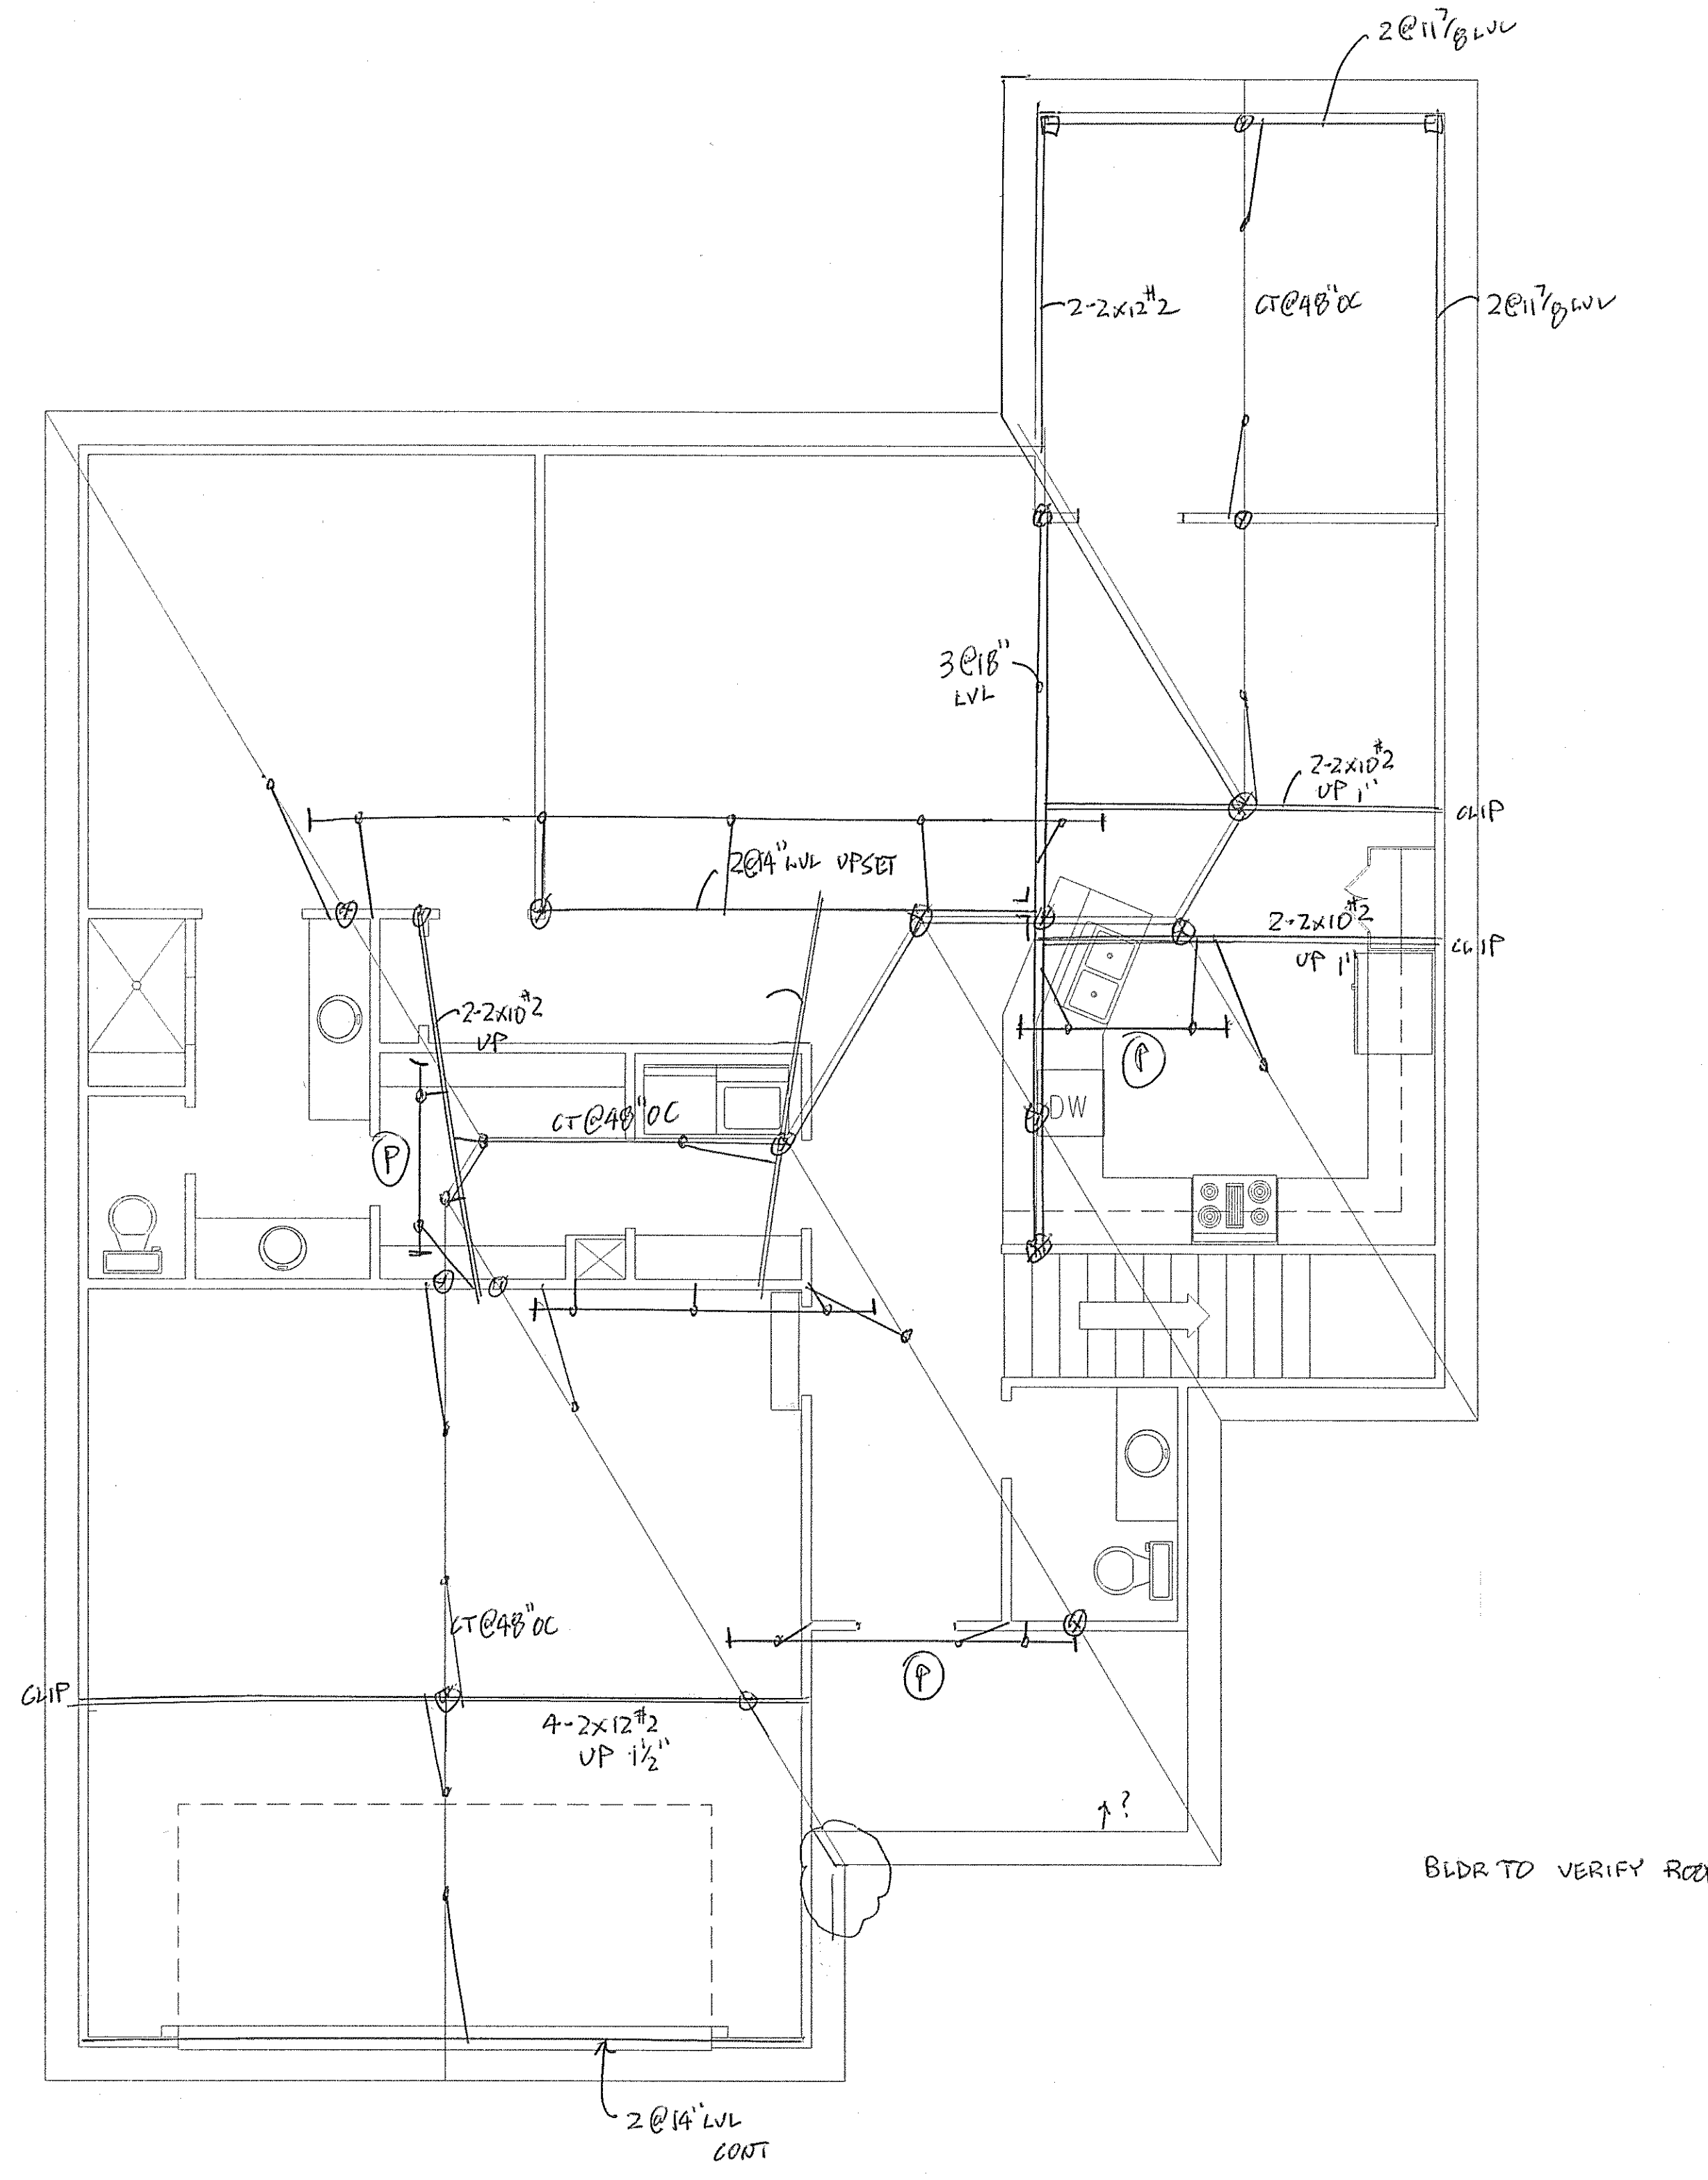 2@11 7/8 LVL
2-2x12 #2
CT@48" OC
2@11 7/8 LVL
3@18"
LVL
2-2x10 #2
UP 1"
CLIP
2@14" LVL UPSET
2-2x10 #2
UP 1"
CLIP
2-2x10 #2
UP
P
DW
CT@48" OC
P
CT@48" OC
P
CLIP
4-2x12 #2
UP 1 1/2"
?
BLDR TO VERIFY
2@14" LVL
CONT